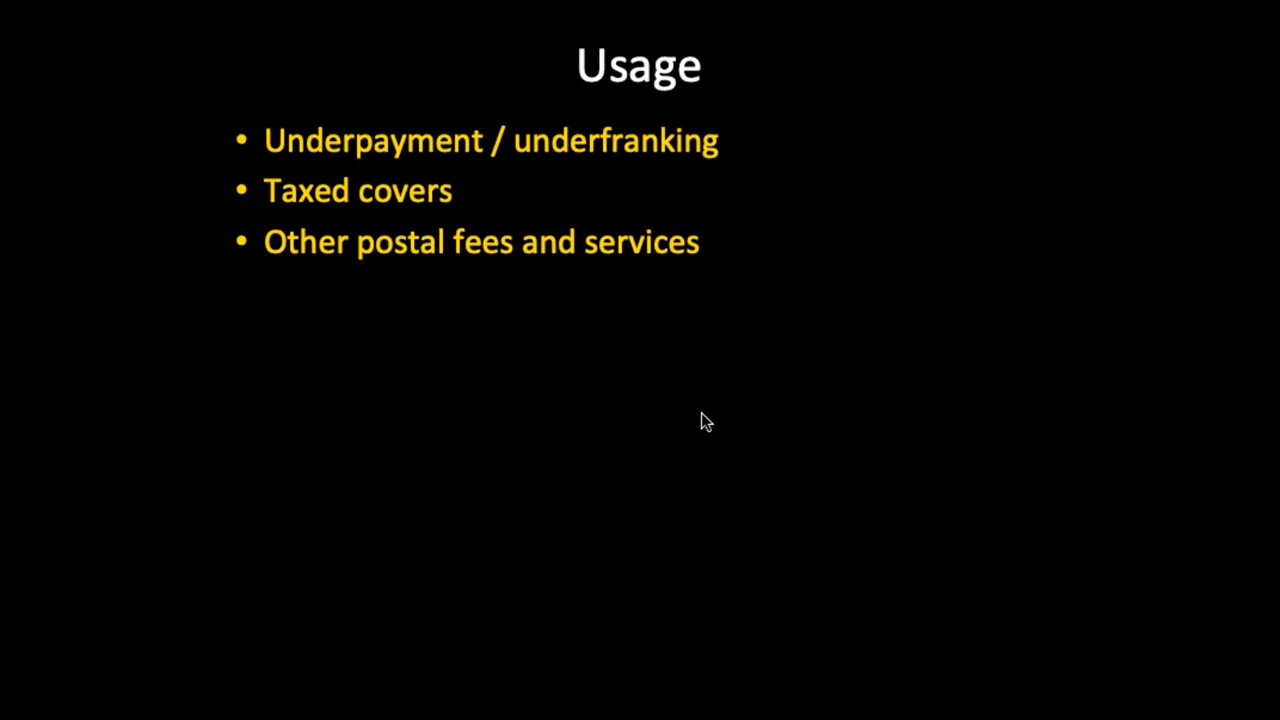 Usage
• Underpayment / underfranking
• Taxed covers
• Other postal fees and services